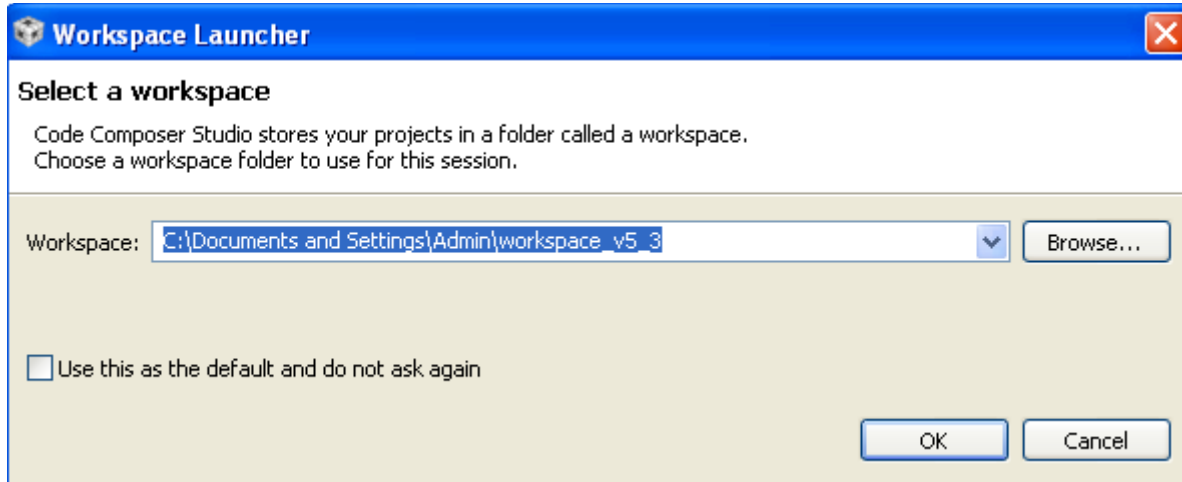 Workspace Launcher
Select a workspace
Code Composer Studio stores your projects in a folder called a workspace.
Choose a workspace folder to use for this session.
Workspace: C:\Documents and Settings\Admin\workspace_v5_3 Browse...
Use this as the default and do not ask again
OK Cancel